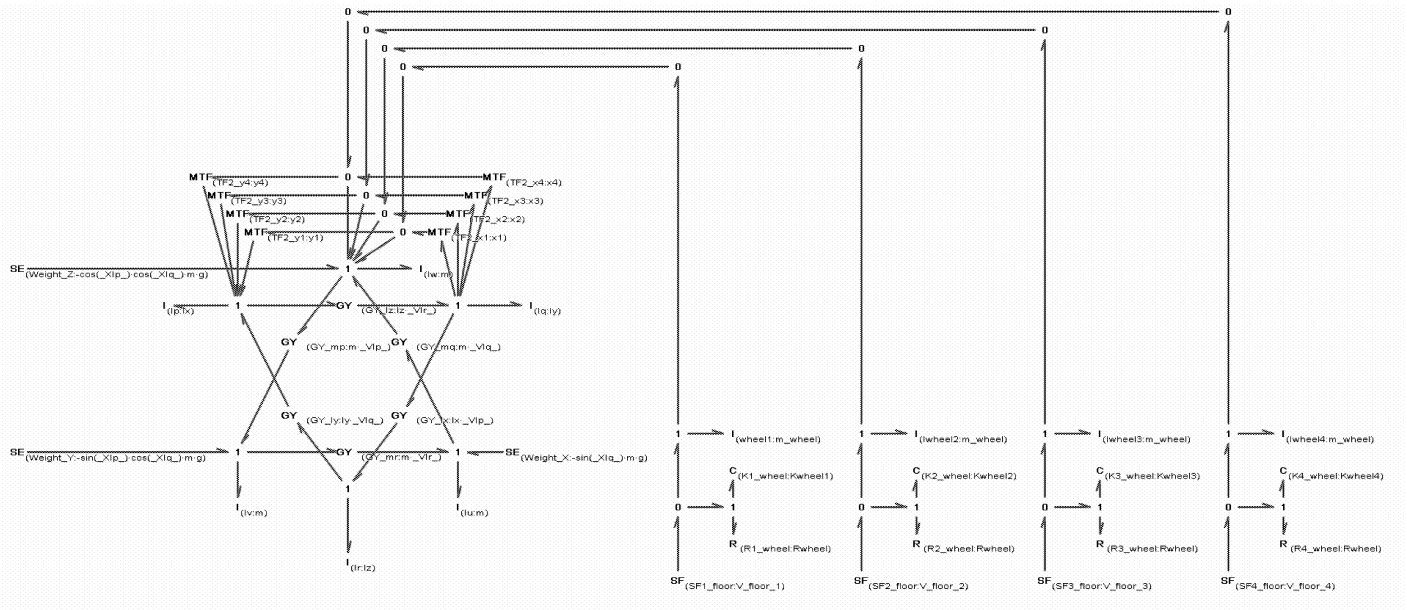 0 0
0 0
0 0
0 0
MTF (TF2_y4:y4) 0 MTF (TF2_x4:x4)
MTF (TF2_y3:y3) 0 MTF (TF2_x3:x3)
MTF (TF2_y2:y2) 0 MTF (TF2_x2:x2)
MTF (TF2_y1:y1) 0 MTF (TF2_x1:x1)
SE (Weight_Z:-cos(_XIp_)·cos(_XIq_)·m·g) 1 I (Iw:m)
I (Ip:Ix) 1 GY (GY_Iz:Iz·_VIr_) 1 I (Iq:Iy)
GY (GY_mp:m·_VIp_) GY (GY_mq:m·_VIq_)
GY (GY_Iy:Iy·_VIq_) GY (GY_Ix:Ix·_VIp_)
1 I (Iwheel1:m_wheel) 1 I (Iwheel2:m_wheel) 1 I (Iwheel3:m_wheel) 1 I (Iwheel4:m_wheel)
SE (Weight_Y:-sin(_XIp_)·cos(_XIq_)·m·g) 1 GY (GY_mr:m·_VIr_) 1 SE (Weight_X:-sin(_XIq_)·m·g)
C (K1_wheel:Kwheel1) C (K2_wheel:Kwheel2) C (K3_wheel:Kwheel3) C (K4_wheel:Kwheel4)
1
I (Iv:m) I (Iu:m) 0 1 0 1 0 1 0 1
R (R1_wheel:Rwheel) R (R2_wheel:Rwheel) R (R3_wheel:Rwheel) R (R4_wheel:Rwheel)
I (Ir:Iz)
SF (SF1_floor:V_floor_1) SF (SF2_floor:V_floor_2) SF (SF3_floor:V_floor_3) SF (SF4_floor:V_floor_4)